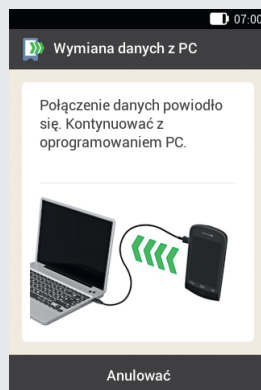 07:00
Wymiana danych z PC
Połączenie danych powiodło
się. Kontynuować z
oprogramowaniem PC.
Anulować